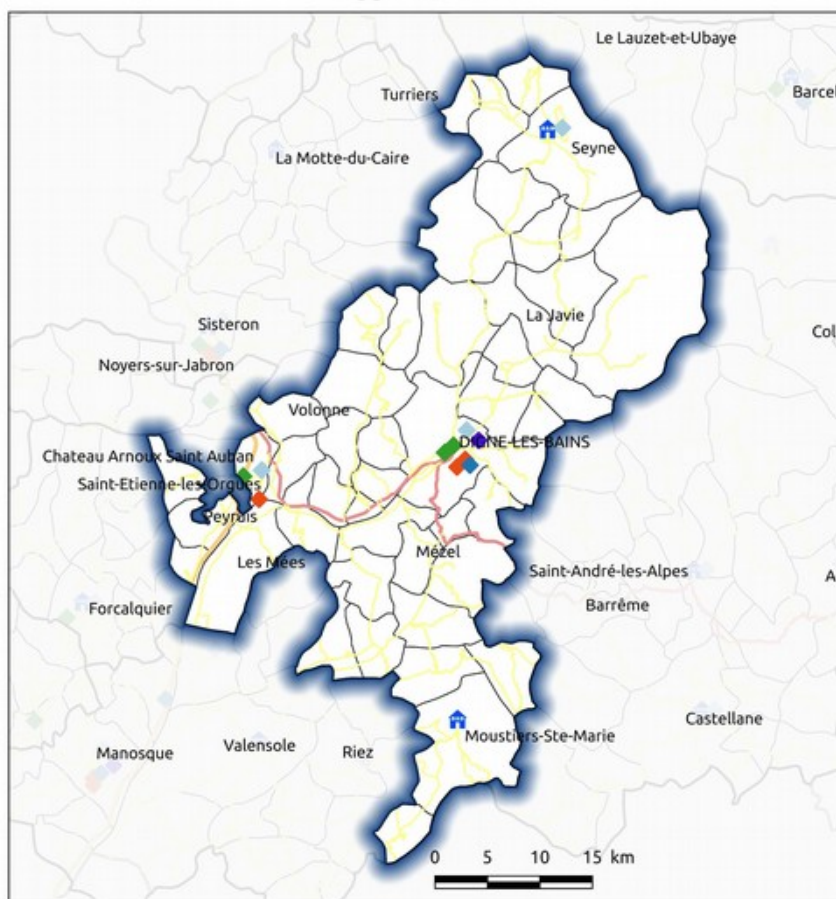 Le Lauzet-et-Ubaye
Turriers
Barcel
Seyne
La Motte-du-Caire
La Javie
Sisteron
Col
Noyers-sur-Jabron
Volonne
DIGNE-LES-BAINS
Chateau Arnoux Saint Auban
Saint-Etienne-les-Orgues
Peyruis
Mézel
Les Mées
Saint-André-les-Alpes
A
Forcalquier
Barrême
Castellane
Moustiers-Ste-Marie
Valensole
Riez
Manosque
0 5 10 15 km